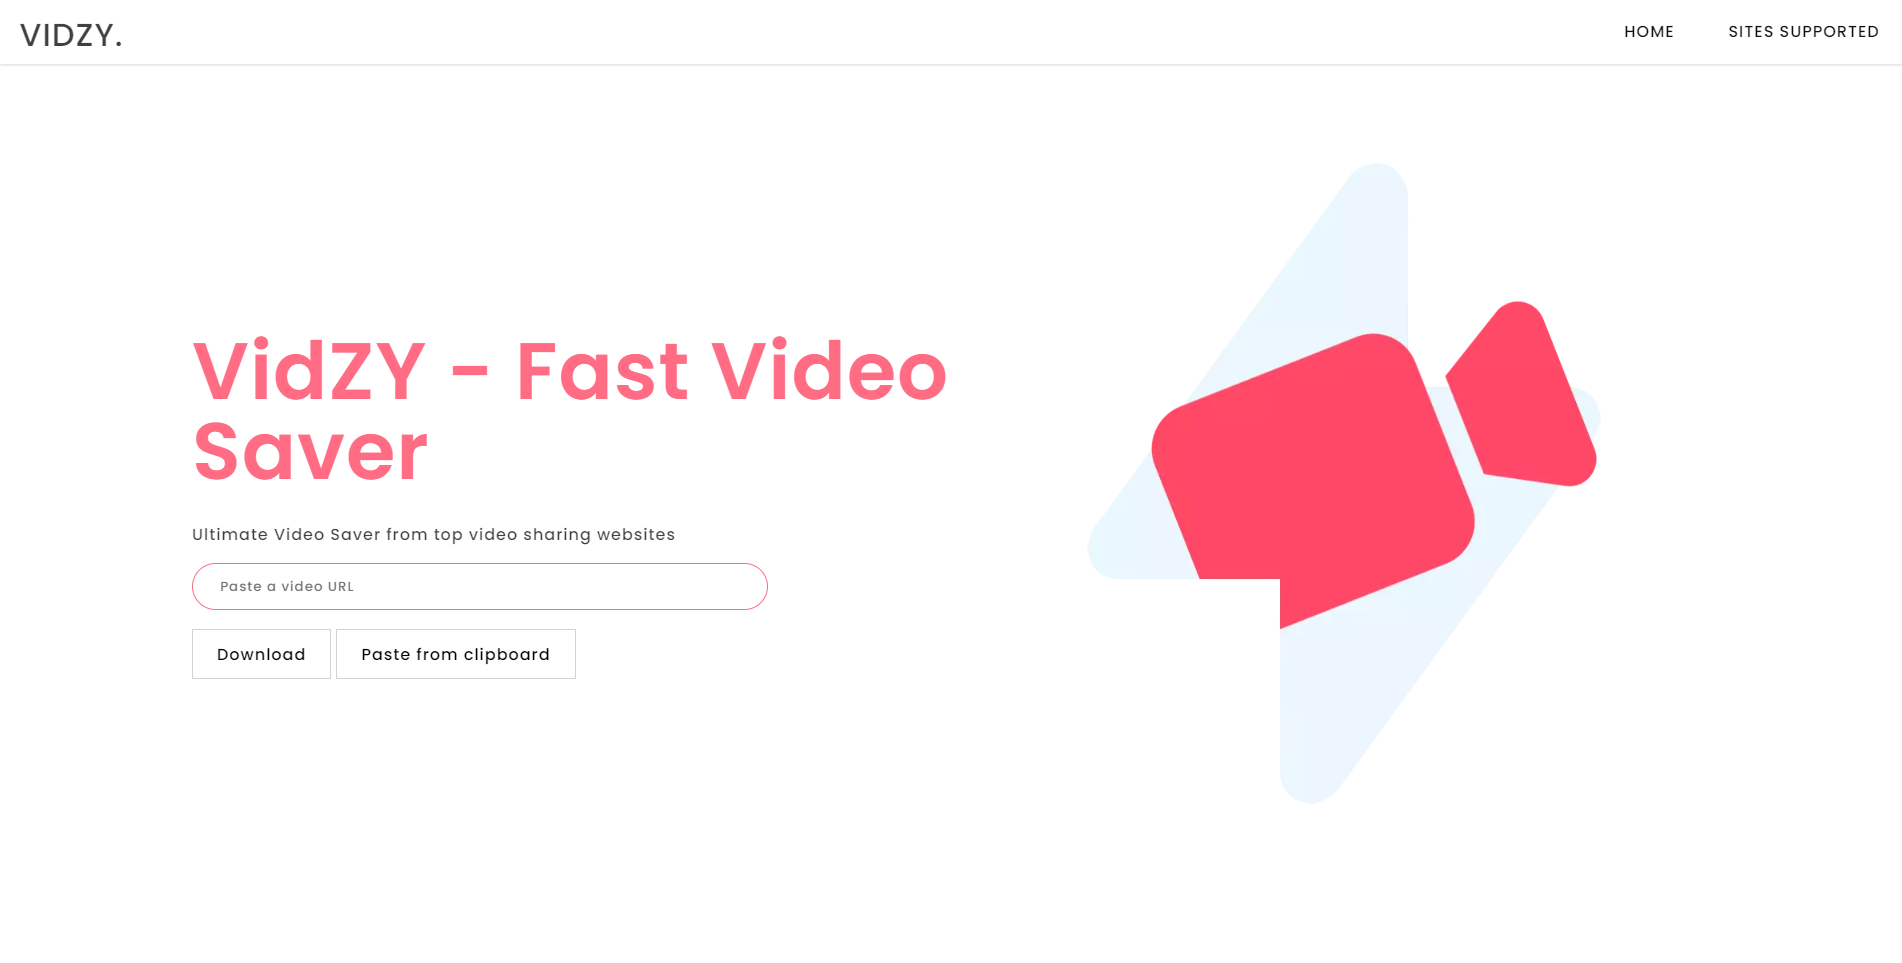 VIDZY.
HOME
SITES SUPPORTED
VidZY - Fast Video
Saver
Ultimate Video Saver from top video sharing websites
Paste a video URL
Download
Paste from clipboard